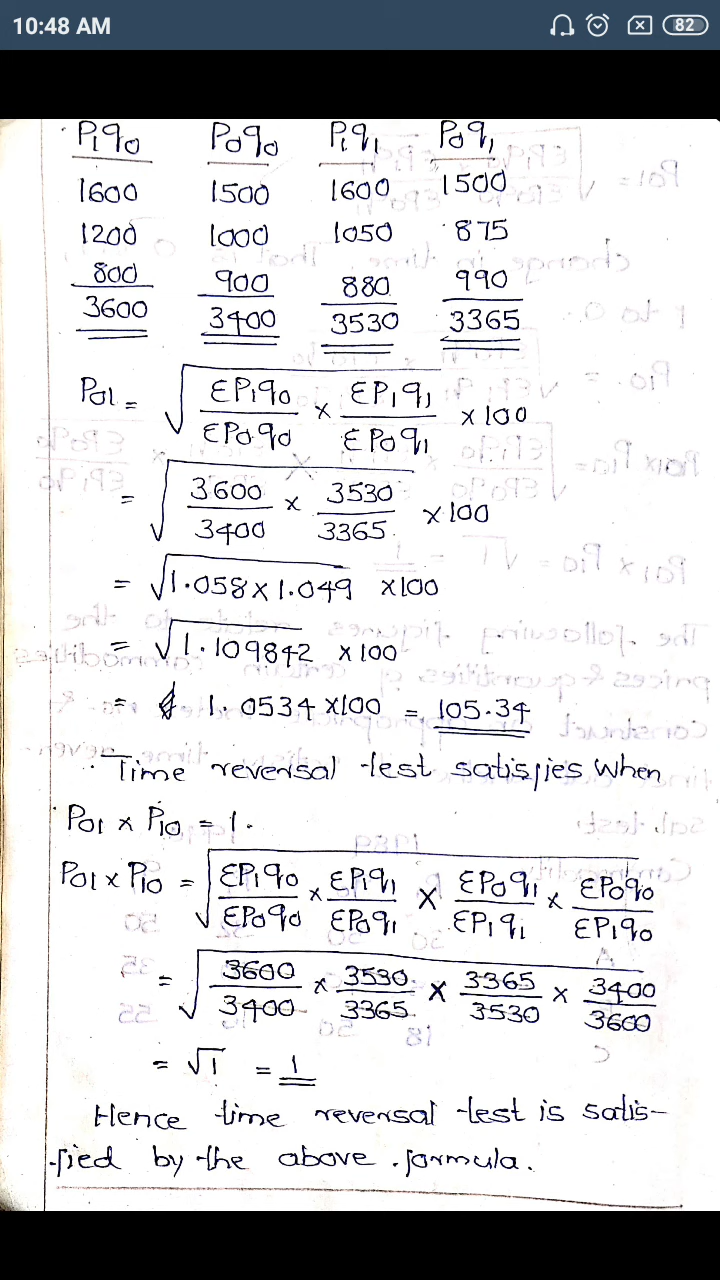 10:48 AM 82
P₁q₀ P₀q₀ P₁q₁ P₀q₁
1600 1500 1600 1500
1200 1000 1050 875
800 900 880 990
3600 3400 3530 3365
P₀₁ = √(ΣP₁q₀/ΣP₀q₀ × ΣP₁q₁/ΣP₀q₁) × 100
= √(3600/3400 × 3530/3365) × 100
= √1.058 × 1.049 × 100
= √1.109842 × 100
= 1.0534 × 100 = 105.34
Time reversal test satisfies when
P₀₁ × P₁₀ = 1.
P₀₁ × P₁₀ = √(ΣP₁q₀/ΣP₀q₀ × ΣP₁q₁/ΣP₀q₁ × ΣP₀q₁/ΣP₁q₁ × ΣP₀q₀/ΣP₁q₀)
= √(3600/3400 × 3530/3365 × 3365/3530 × 3400/3600)
= √1 = 1
Hence time reversal test is satis-
-fied by the above formula.